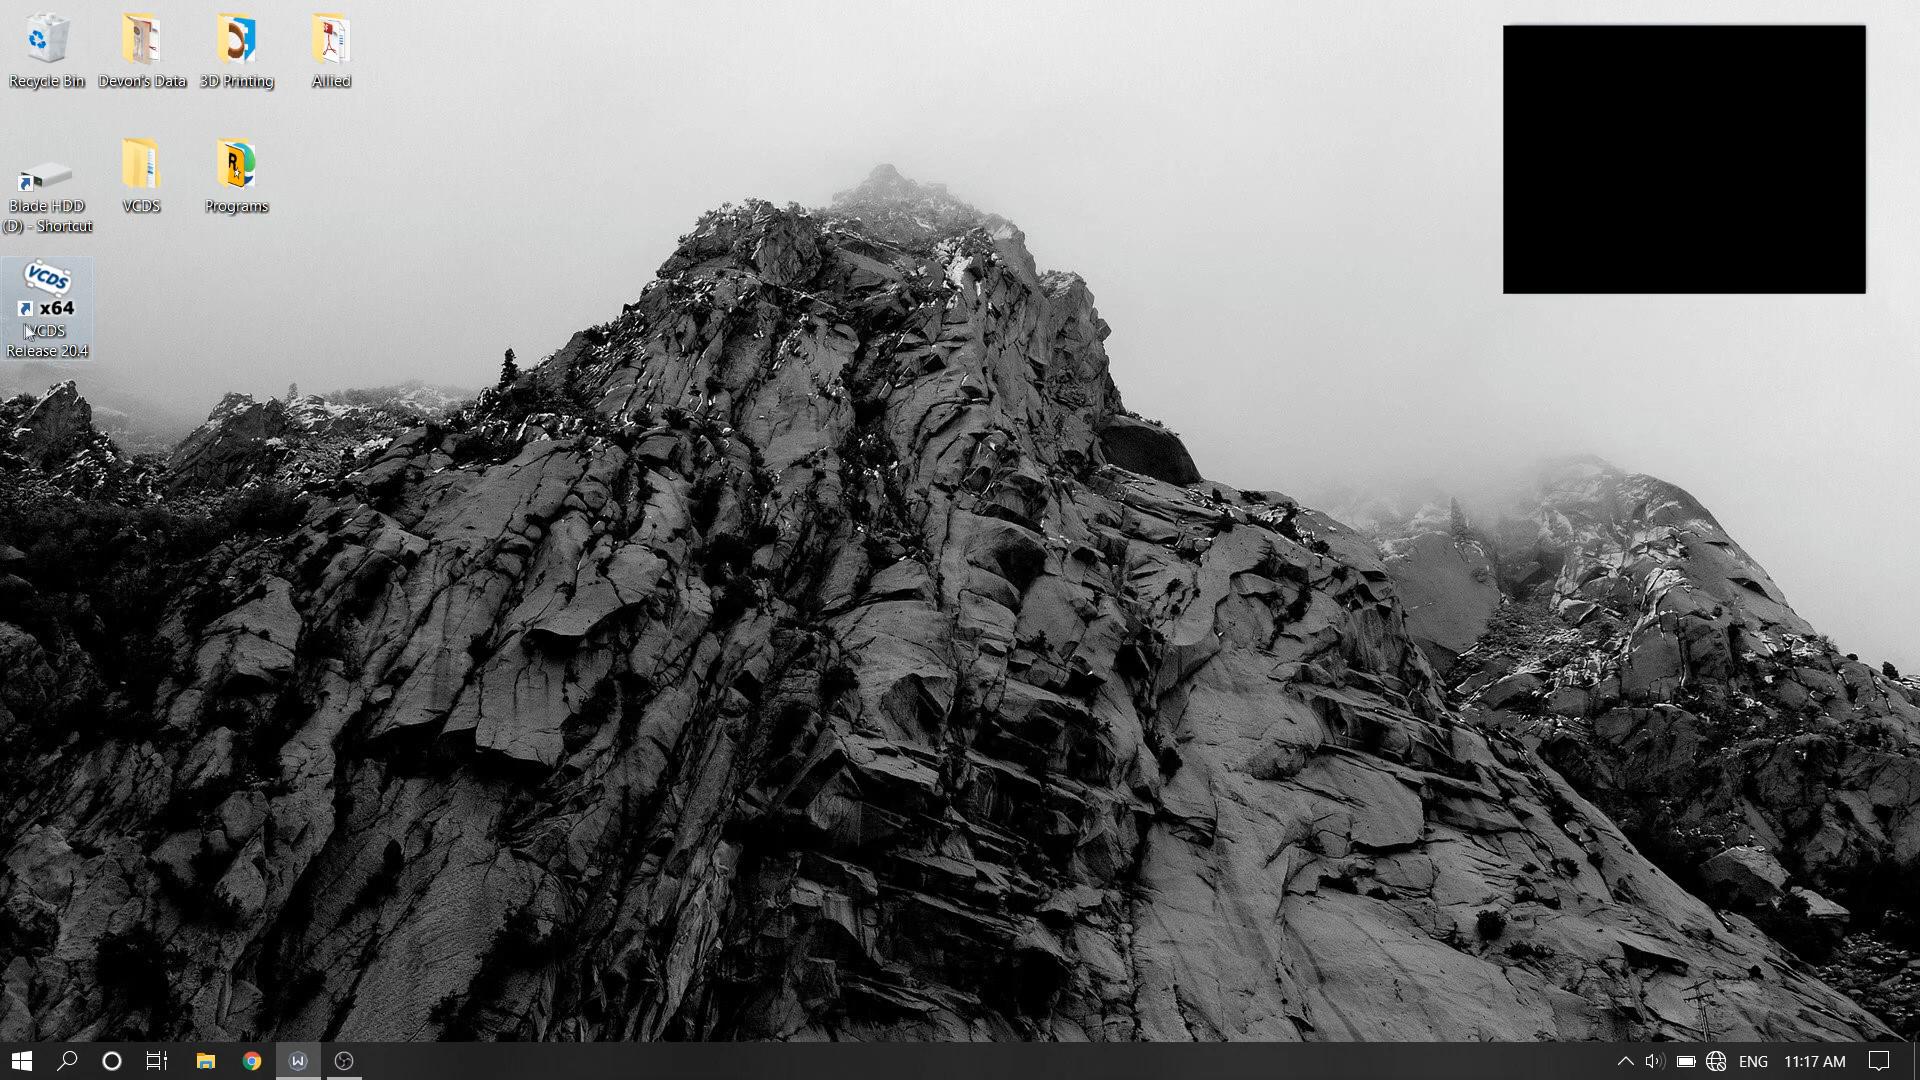 Recycle Bin
Devon's Data
3D Printing
Allied
Blade HDD
(D) - Shortcut
VCDS
R
Programs
VCDS
x64
VCDS
Release 20.4
W
ENG
11:17 AM